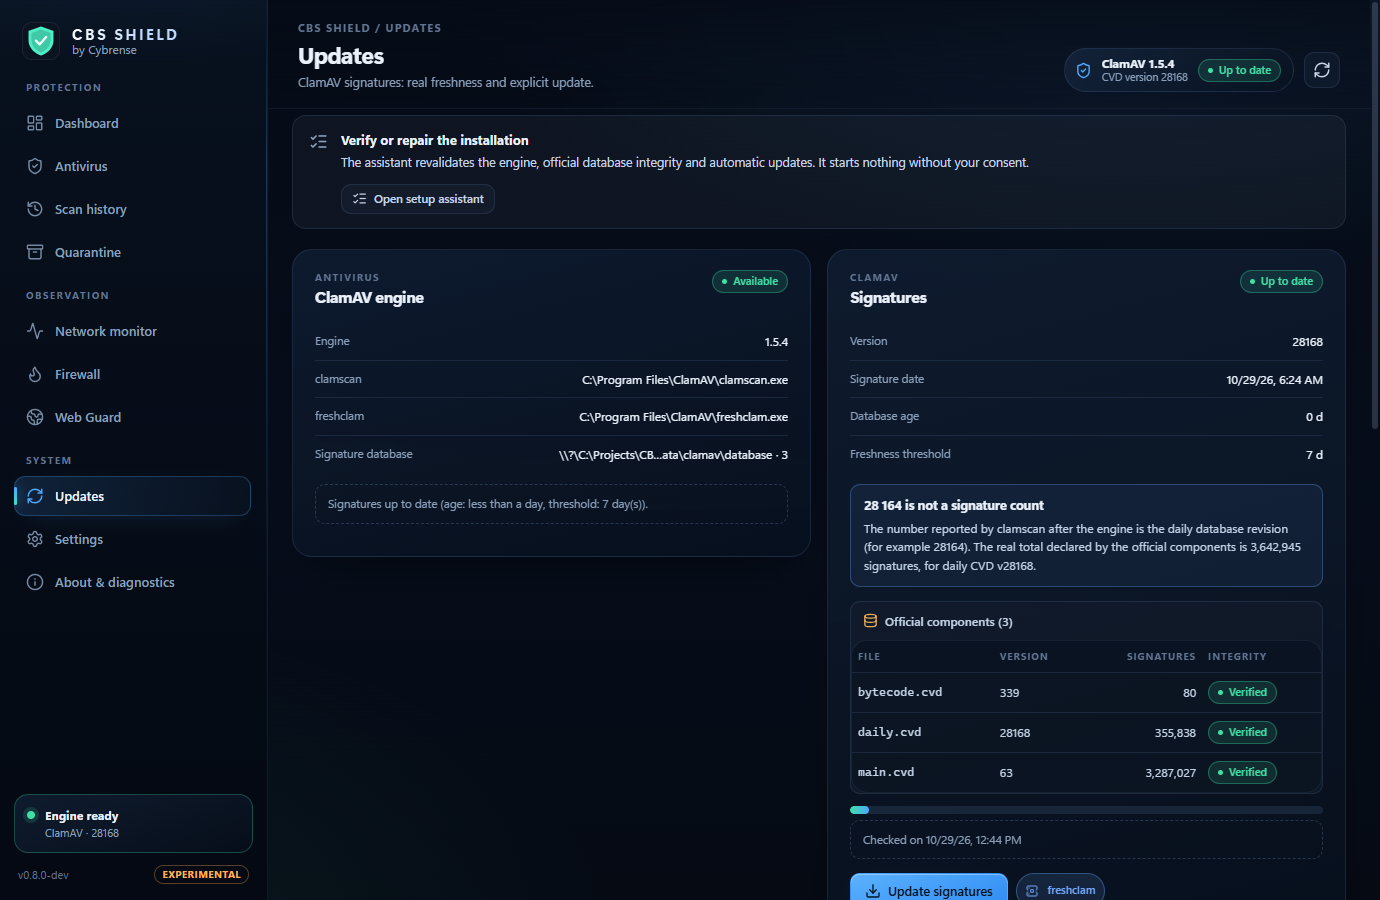 CBS SHIELD
by Cybrense
PROTECTION
Dashboard
Antivirus
Scan history
Quarantine
OBSERVATION
Network monitor
Firewall
Web Guard
SYSTEM
Updates
Settings
About & diagnostics
Engine ready
ClamAV · 28168
v0.8.0-dev
EXPERIMENTAL
CBS SHIELD / UPDATES
Updates
ClamAV signatures: real freshness and explicit update.
ClamAV 1.5.4
CVD version 28168
Up to date
Verify or repair the installation
The assistant revalidates the engine, official database integrity and automatic updates. It starts nothing without your consent.
Open setup assistant
ANTIVIRUS
ClamAV engine
Available
Engine 1.5.4
clamscan C:\Program Files\ClamAV\clamscan.exe
freshclam C:\Program Files\ClamAV\freshclam.exe
Signature database \\?\C:\Projects\CB...ata\clamav\database · 3
Signatures up to date (age: less than a day, threshold: 7 day(s)).
CLAMAV
Signatures
Up to date
Version 28168
Signature date 10/29/26, 6:24 AM
Database age 0 d
Freshness threshold 7 d
28 164 is not a signature count
The number reported by clamscan after the engine is the daily database revision
(for example 28164). The real total declared by the official components is 3,642,945
signatures, for daily CVD v28168.
Official components (3)
FILE VERSION SIGNATURES INTEGRITY
bytecode.cvd 339 80 Verified
daily.cvd 28168 355,838 Verified
main.cvd 63 3,287,027 Verified
Checked on 10/29/26, 12:44 PM
Update signatures
freshclam